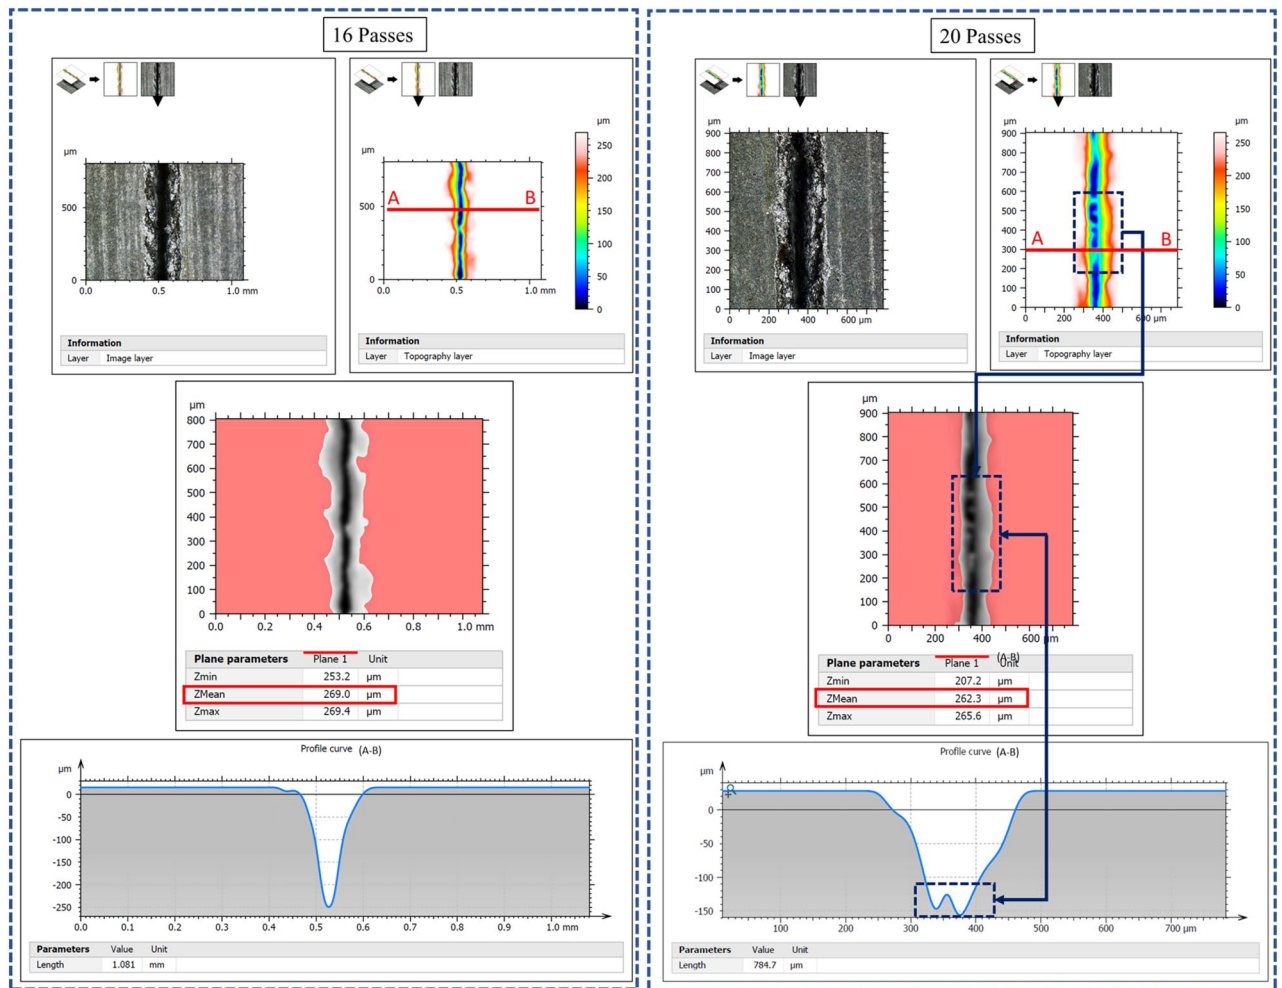 16 Passes
µm
500
0
0.0 0.5 1.0 mm
Information
Layer Image layer
µm
500
0
A B
0.0 0.5 1.0 mm
µm
250
200
150
100
50
0
Information
Layer Topography layer
µm
800
700
600
500
400
300
200
100
0
0.0 0.2 0.4 0.6 1.0 mm
Plane parameters Plane 1 Unit
Zmin 253.2 µm
ZMean 269.0 µm
Zmax 269.4 µm
Profile curve (A-B)
µm
0
-50
-100
-150
-200
-250
0.0 0.1 0.2 0.3 0.4 0.5 0.6 0.7 0.8 0.9 1.0 mm
Parameters Value Unit
Length 1.081 mm
20 Passes
µm
900
800
700
600
500
400
300
200
100
0
0 200 400 600 µm
Information
Layer Image layer
µm
900
800
700
600
500
400
300
200
100
0
A B
0 200 400 600 µm
µm
250
200
150
100
50
0
Information
Layer Topography layer
µm
900
800
700
600
500
400
300
200
100
0
0 200 400 600 µm
(A-B)
Plane parameters Plane 1 Unit
Zmin 207.2 µm
ZMean 262.3 µm
Zmax 265.6 µm
Profile curve (A-B)
µm
0
-50
-100
-150
100 200 300 400 500 600 700 µm
Parameters Value Unit
Length 784.7 µm